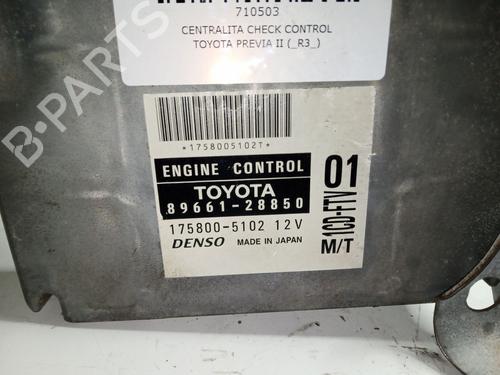 710503
CENTRALITA CHECK CONTROL
TOYOTA PREVIA II (_R3_)
*1758005102T*
ENGINE CONTROL
TOYOTA
89661-28850
175800-5102 12V
DENSO MADE IN JAPAN
01
1CD-FTV
M/T
B-PARTS